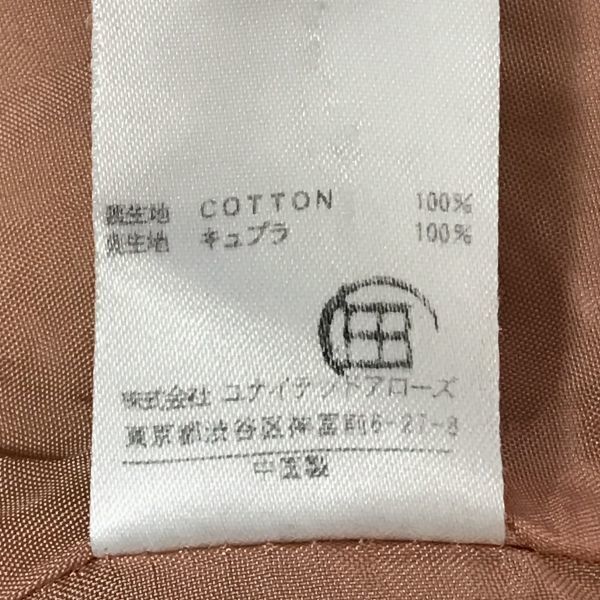 表生地 COTTON 100%
裏生地 キュプラ 100%
田
株式会社 ユナイテッドアローズ
東京都渋谷区神宮前6-27-8
中国製